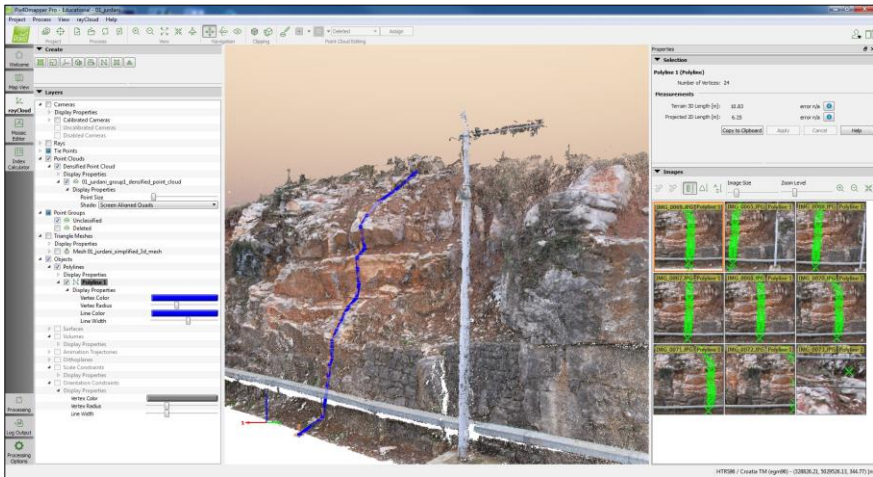 Pix4Dmapper Pro - Educational - 01_jurdani
Project Process View rayCloud Help
Project
Process
View
Navigation
Clipping
Point Cloud Editing
Deleted
Assign
Welcome
Map View
rayCloud
Mosaic Editor
Index Calculator
Processing
Log Output
Processing Options
Create
Layers
Cameras
Display Properties
Calibrated Cameras
Uncalibrated Cameras
Disabled Cameras
Rays
Tie Points
Point Clouds
Densified Point Cloud
Display Properties
01_jurdani_group1_densified_point_cloud
Display Properties
Point Size
Shader Screen Aligned Quads
Point Groups
Unclassified
Deleted
Triangle Meshes
Display Properties
Mesh 01_jurdani_simplified_3d_mesh
Objects
Polylines
Display Properties
Polyline 1
Display Properties
Vertex Color
Vertex Radius
Line Color
Line Width
Surfaces
Volumes
Display Properties
Animation Trajectories
Orthoplanes
Scale Constraints
Display Properties
Orientation Constraints
Display Properties
Vertex Color
Vertex Radius
Line Width
Properties
Selection
Polyline 1 (Polyline)
Number of Vertices: 24
Measurements
Terrain 3D Length [m]: error n/a
Projected 2D Length [m]: 6.15 error n/a
Copy to Clipboard Apply Cancel Help
Images
Image Size
Zoom Level
HTRS96 / Croatia TM (egm96)